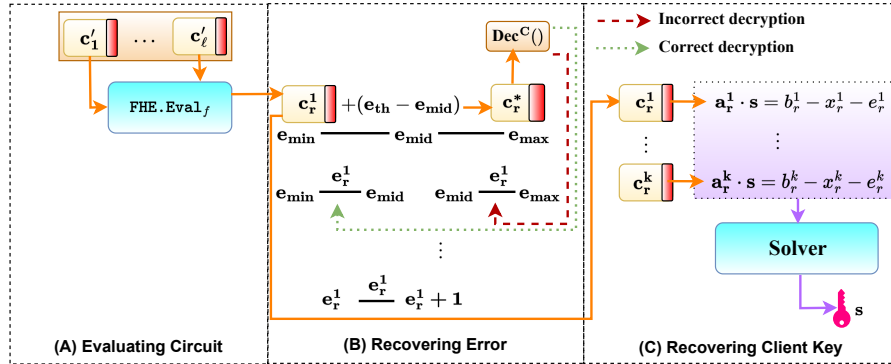 c′₁ … c′ℓ
FHE.Eval_f
Dec^C()
Incorrect decryption
Correct decryption
c_r^1 +(e_th − e_mid) c_r^*
e_min e_mid e_max
e_r^1 e_r^1
e_min e_mid e_mid e_max
⋮
e_r^1
e_r^1 e_r^1 + 1
c_r^1 a_r^1 · s = b_r^1 − x_r^1 − e_r^1
⋮ ⋮
c_r^k a_r^k · s = b_r^k − x_r^k − e_r^k
Solver
s
(A) Evaluating Circuit
(B) Recovering Error
(C) Recovering Client Key